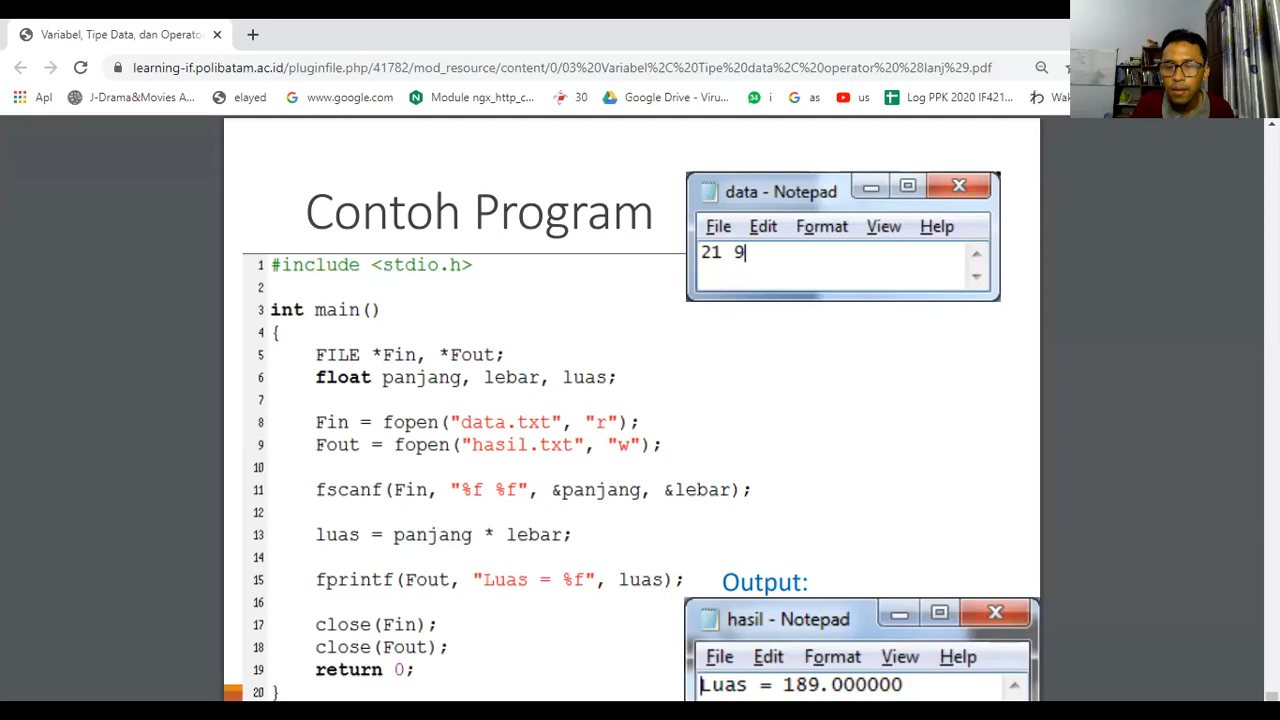 Variabel, Tipe Data, dan Operato
learning-if.polibatam.ac.id/pluginfile.php/41782/mod_resource/content/0/03%20Variabel%2C%20Tipe%20data%2C%20operator%20%28lanj%29.pdf
Apl
J-Drama&Movies A...
elayed
www.google.com
Module ngx_http_c...
30
Google Drive - Viru...
34
i
as
us
Log PPK 2020 IF421...
わ
Wak
Contoh Program
data - Notepad
File Edit Format View Help
21 9
1 #include <stdio.h>
2
3 int main()
4 {
5 FILE *Fin, *Fout;
6 float panjang, lebar, luas;
7
8 Fin = fopen("data.txt", "r");
9 Fout = fopen("hasil.txt", "w");
10
11 fscanf(Fin, "%f %f", &panjang, &lebar);
12
13 luas = panjang * lebar;
14
15 fprintf(Fout, "Luas = %f", luas);
16
17 close(Fin);
18 close(Fout);
19 return 0;
20 }
Output:
hasil - Notepad
File Edit Format View Help
Luas = 189.000000